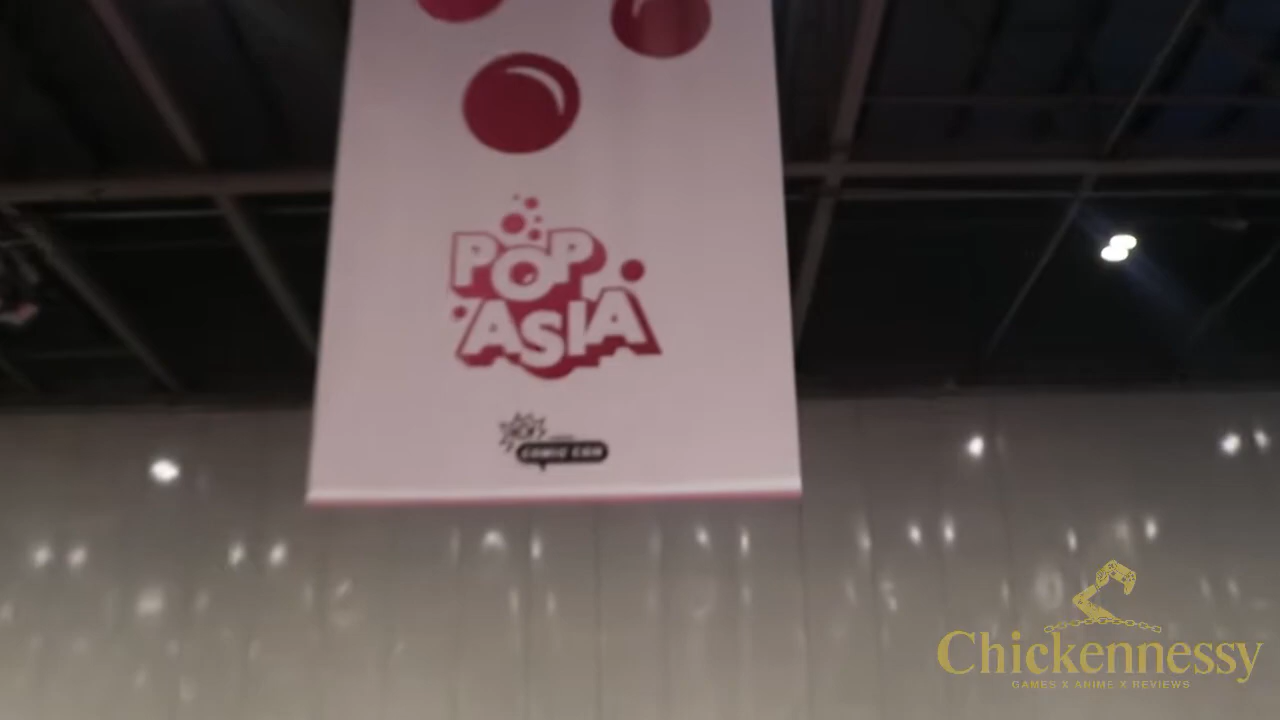 POP
ASIA
COMIC CON
Chickennessy
GAMES X ANIME X REVIEWS